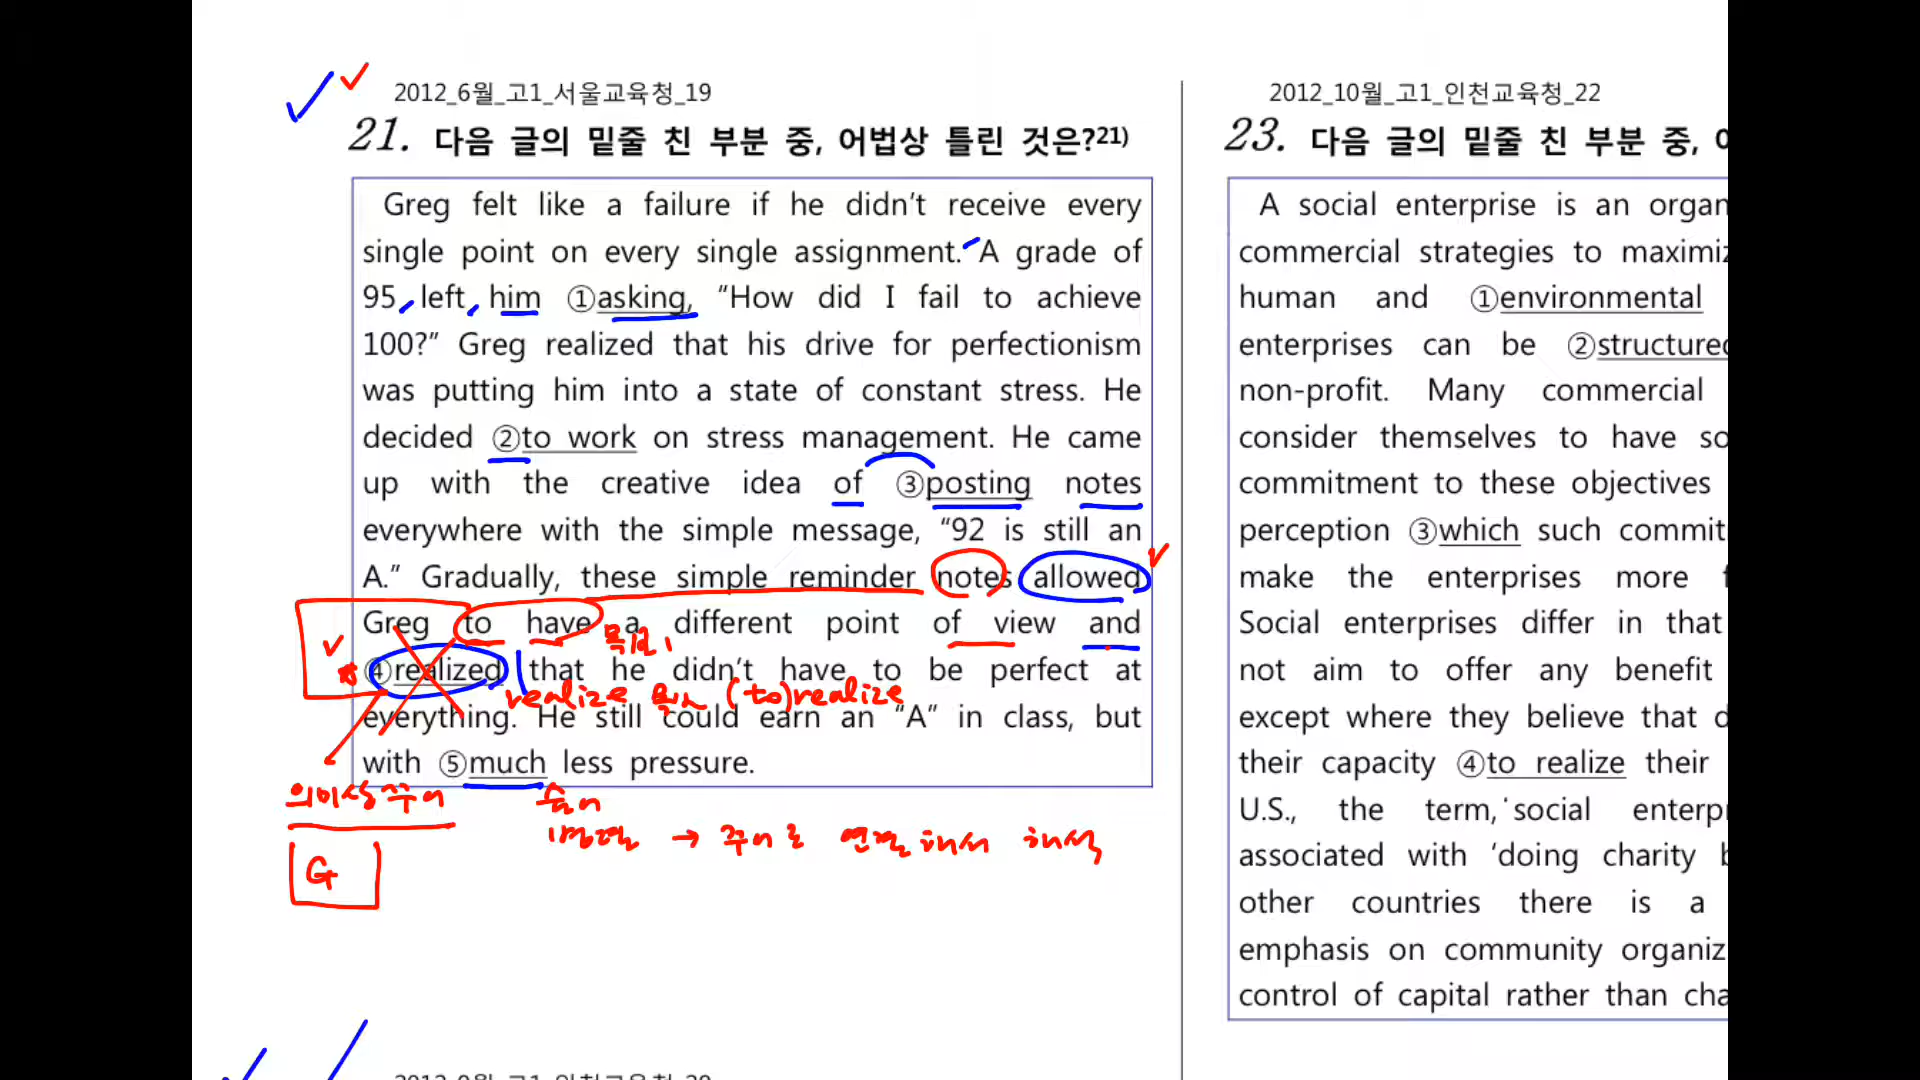 2012_6월_고1_서울교육청_19
21. 다음 글의 밑줄 친 부분 중, 어법상 틀린 것은?21)
Greg felt like a failure if he didn't receive every
single point on every single assignment. A grade of
95 left him ①asking, "How did I fail to achieve
100?" Greg realized that his drive for perfectionism
was putting him into a state of constant stress. He
decided ②to work on stress management. He came
up with the creative idea of ③posting notes
everywhere with the simple message, "92 is still an
A." Gradually, these simple reminder notes allowed
Greg to have a different point of view and
④realized that he didn't have to be perfect at
realize (to)realize
everything. He still could earn an "A" in class, but
with ⑤much less pressure.
의미상 주어
→ 주어로 연결해서 해석
G
2012_10월_고1_인천교육청_22
23. 다음 글의 밑줄 친 부분 중,
A social enterprise is an organ
commercial strategies to maximiz
human and ①environmental
enterprises can be ②structured
non-profit. Many commercial
consider themselves to have so
commitment to these objectives
perception ③which such commit
make the enterprises more
Social enterprises differ in that
not aim to offer any benefit
except where they believe that d
their capacity ④to realize their
U.S., the term, 'social enterp
associated with 'doing charity b
other countries there is a
emphasis on community organiz
control of capital rather than cha